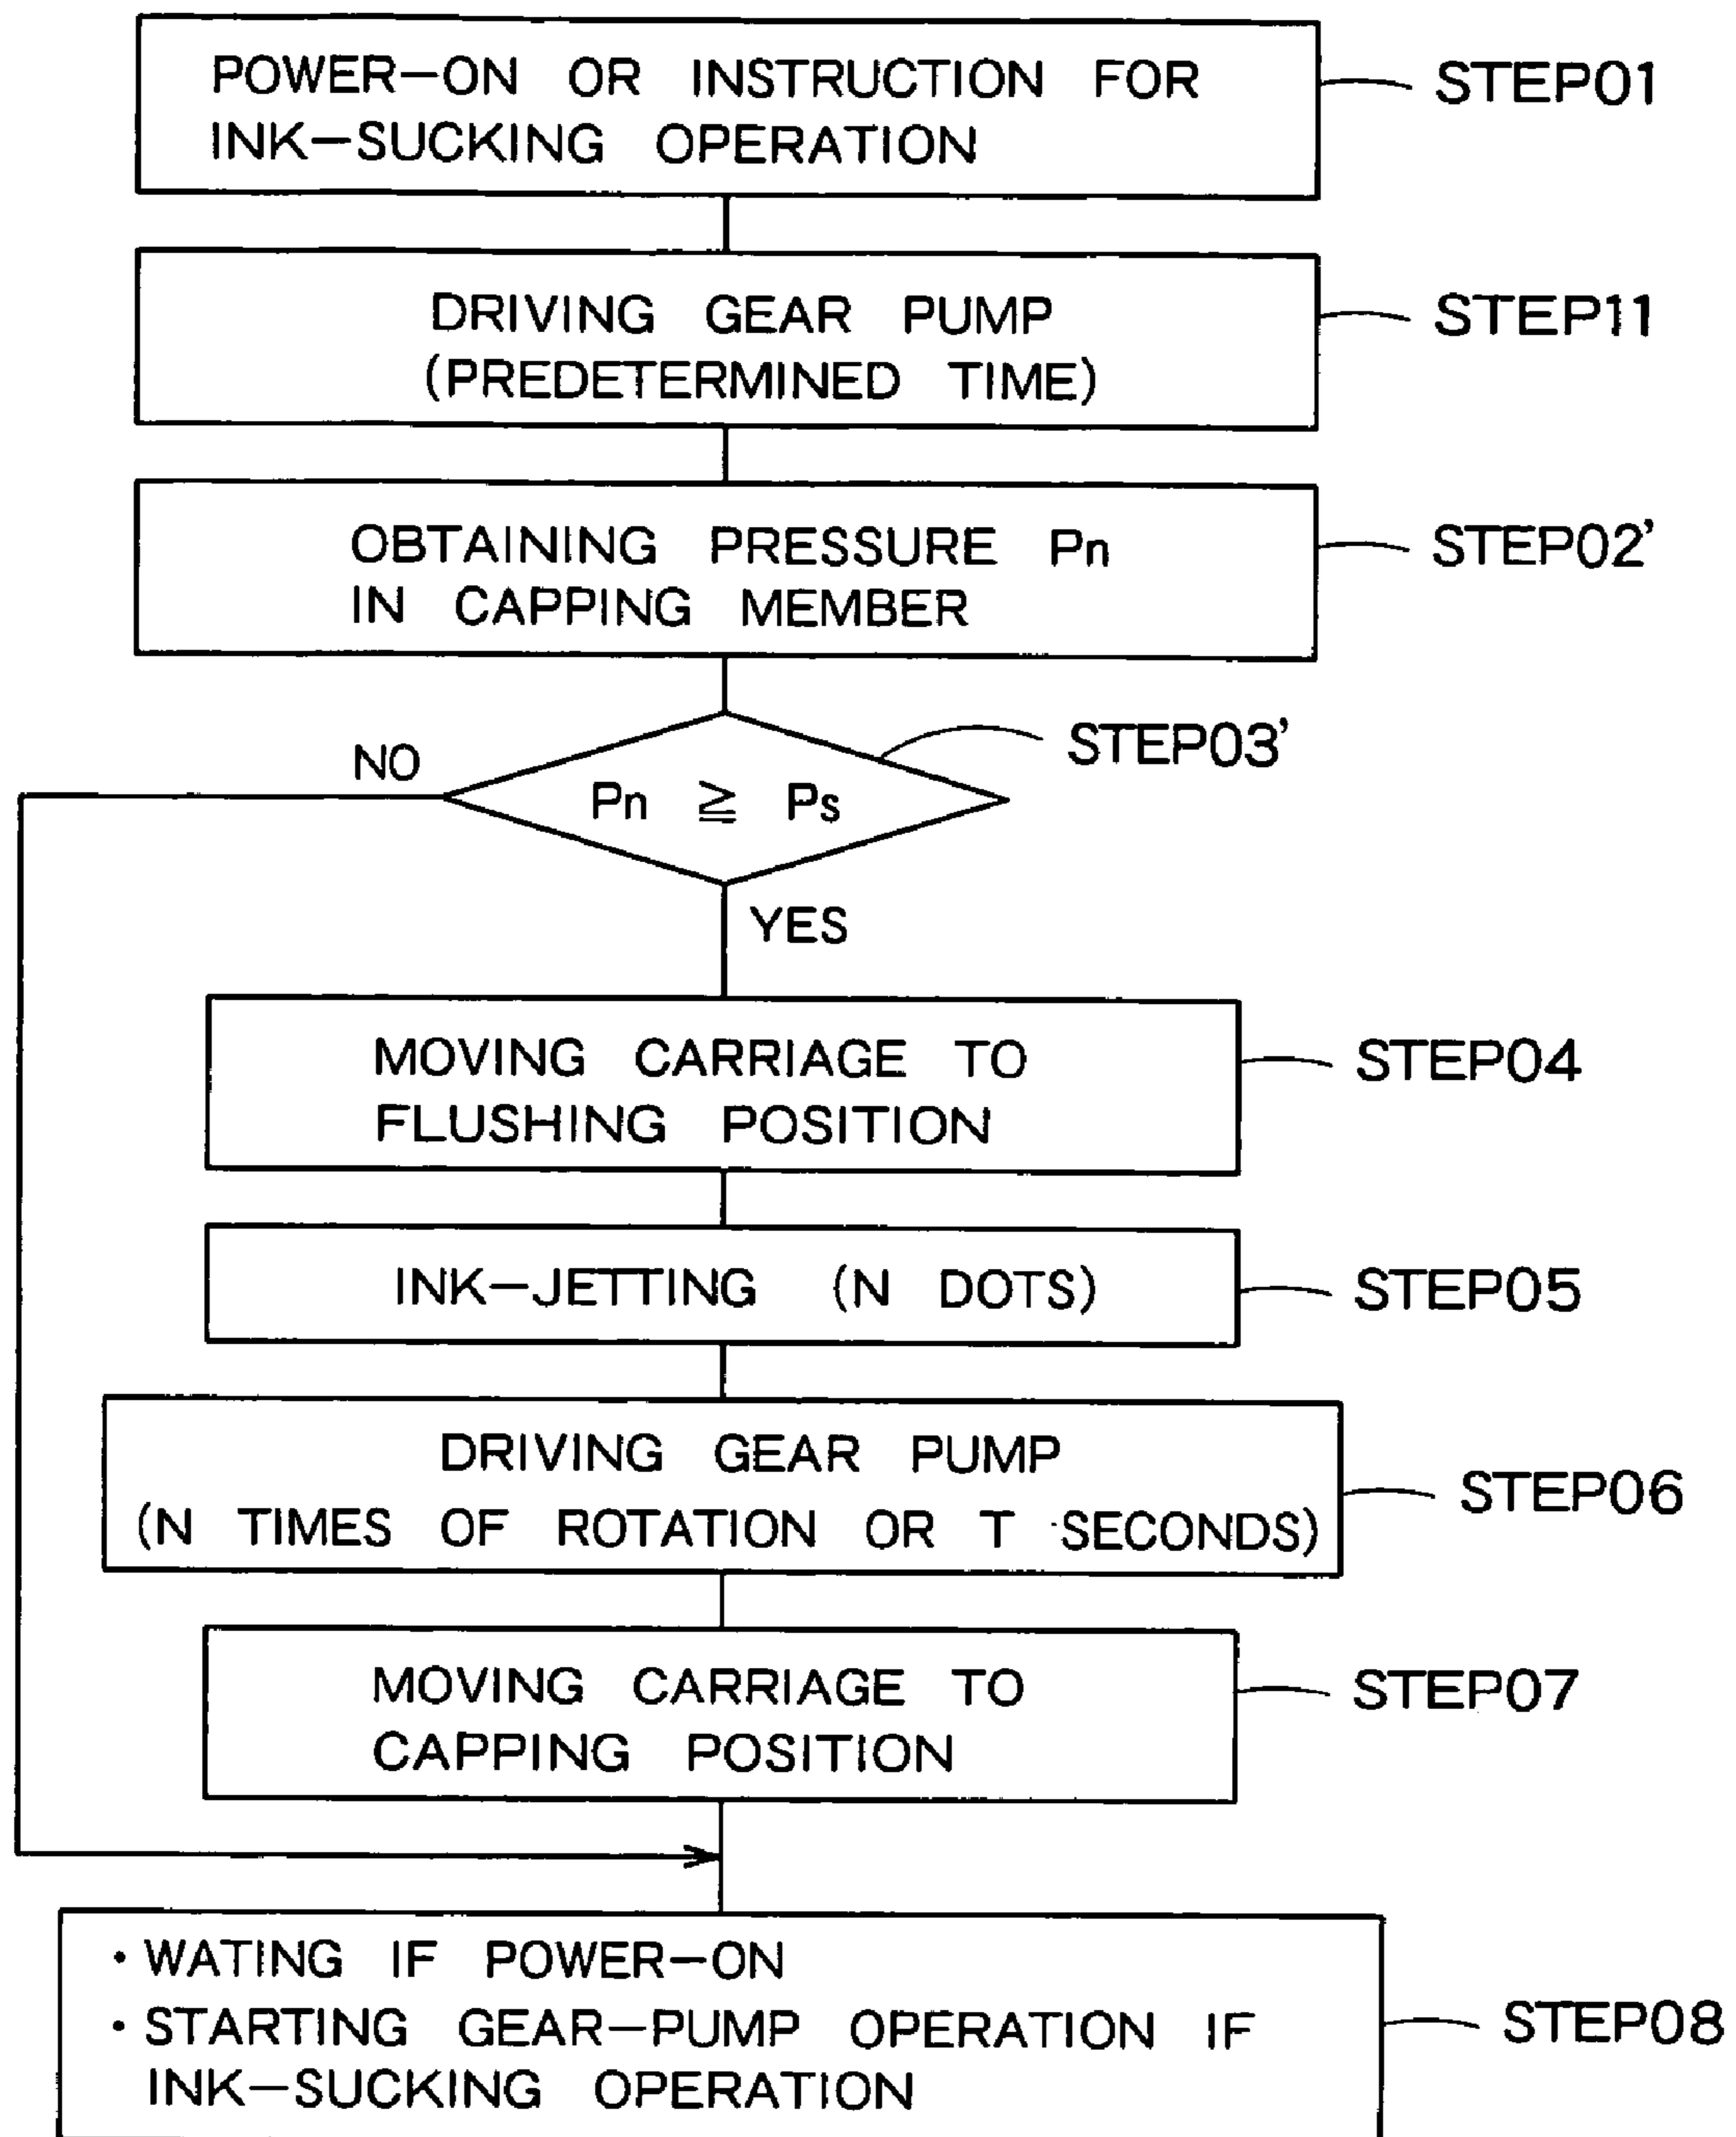 POWER-ON OR INSTRUCTION FOR
INK-SUCKING OPERATION
STEP01
DRIVING GEAR PUMP
(PREDETERMINED TIME)
STEP11
OBTAINING PRESSURE Pn
IN CAPPING MEMBER
STEP02'
NO
Pn ≧ Ps
STEP03'
YES
MOVING CARRIAGE TO
FLUSHING POSITION
STEP04
INK-JETTING (N DOTS)
STEP05
DRIVING GEAR PUMP
(N TIMES OF ROTATION OR T SECONDS)
STEP06
MOVING CARRIAGE TO
CAPPING POSITION
STEP07
・WATING IF POWER-ON
・STARTING GEAR-PUMP OPERATION IF
INK-SUCKING OPERATION
STEP08